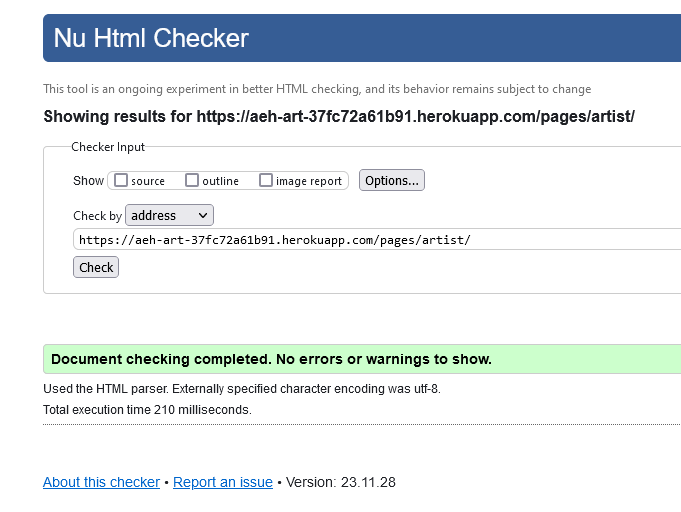 Nu Html Checker
This tool is an ongoing experiment in better HTML checking, and its behavior remains subject to change
Showing results for https://aeh-art-37fc72a61b91.herokuapp.com/pages/artist/
Checker Input
Show source outline image report Options...
Check by address
https://aeh-art-37fc72a61b91.herokuapp.com/pages/artist/
Check
Document checking completed. No errors or warnings to show.
Used the HTML parser. Externally specified character encoding was utf-8.
Total execution time 210 milliseconds.
About this checker • Report an issue • Version: 23.11.28